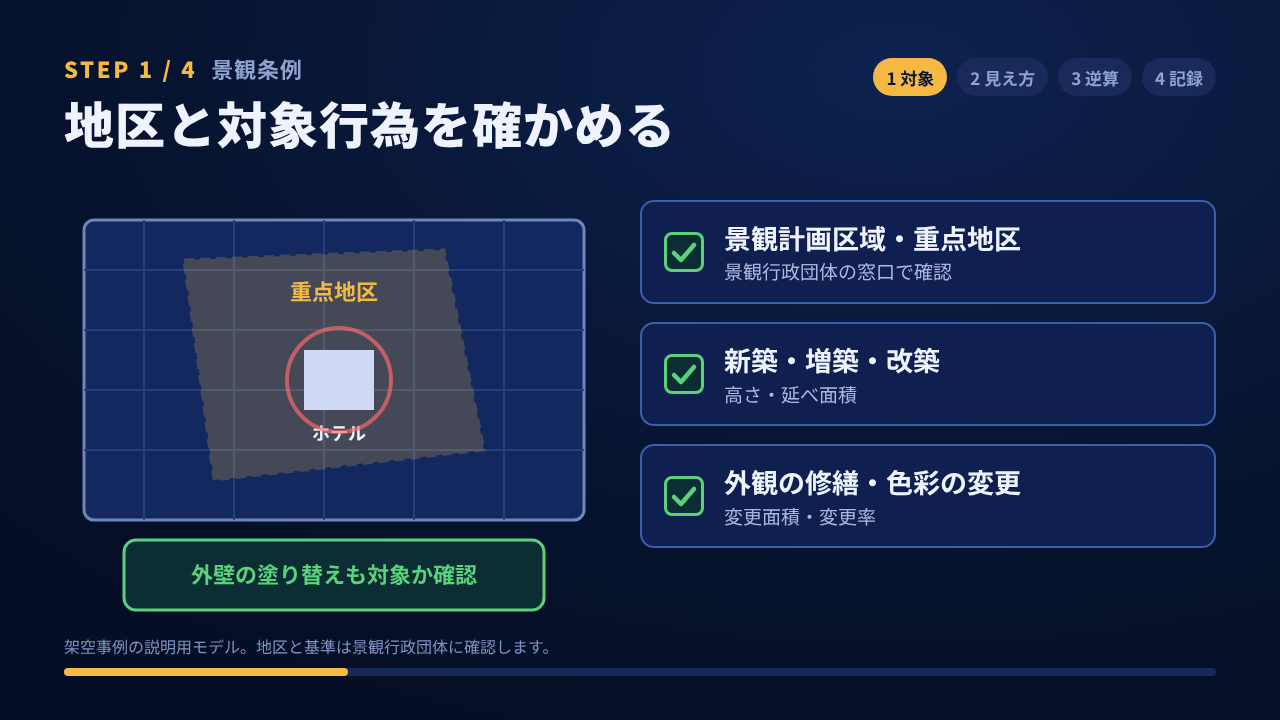 STEP 1 / 4 景観条例
地区と対象行為を確かめる
1 対象
2 見え方
3 逆算
4 記録
重点地区
ホテル
外壁の塗り替えも対象か確認
景観計画区域・重点地区
景観行政団体の窓口で確認
新築・増築・改築
高さ・延べ面積
外観の修繕・色彩の変更
変更面積・変更率
架空事例の説明用モデル。地区と基準は景観行政団体に確認します。